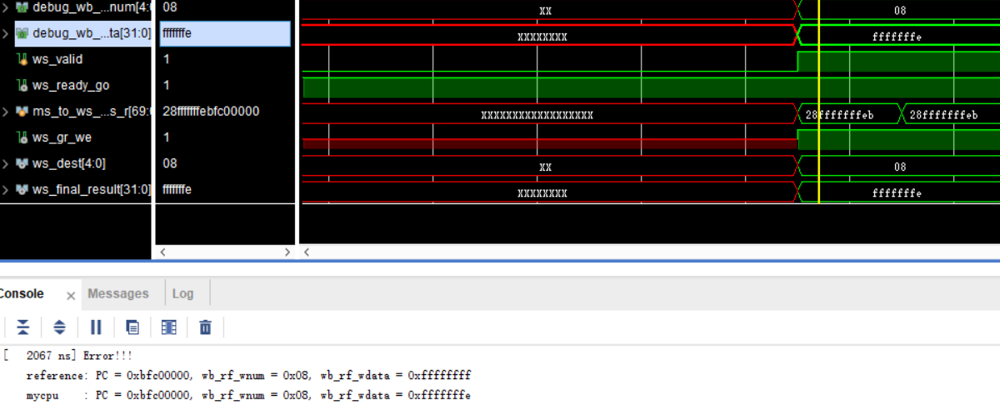 debug_wb_...num[4:0 08 XX 08
debug_wb_...ta[31:0] fffffffe XXXXXXXX fffffffe
ws_valid 1
ws_ready_go 1
ms_to_ws_...s_r[69:0 28fffffffebfc00000 XXXXXXXXXXXXXXXXXX 28fffffffeb 28fffffffeb
ws_gr_we 1
ws_dest[4:0] 08 XX 08
ws_final_result[31:0] fffffffe XXXXXXXX fffffffe
Console × Messages Log
[ 2067 ns] Error!!!
reference: PC = 0xbfc00000, wb_rf_wnum = 0x08, wb_rf_wdata = 0xffffffff
mycpu : PC = 0xbfc00000, wb_rf_wnum = 0x08, wb_rf_wdata = 0xfffffffe